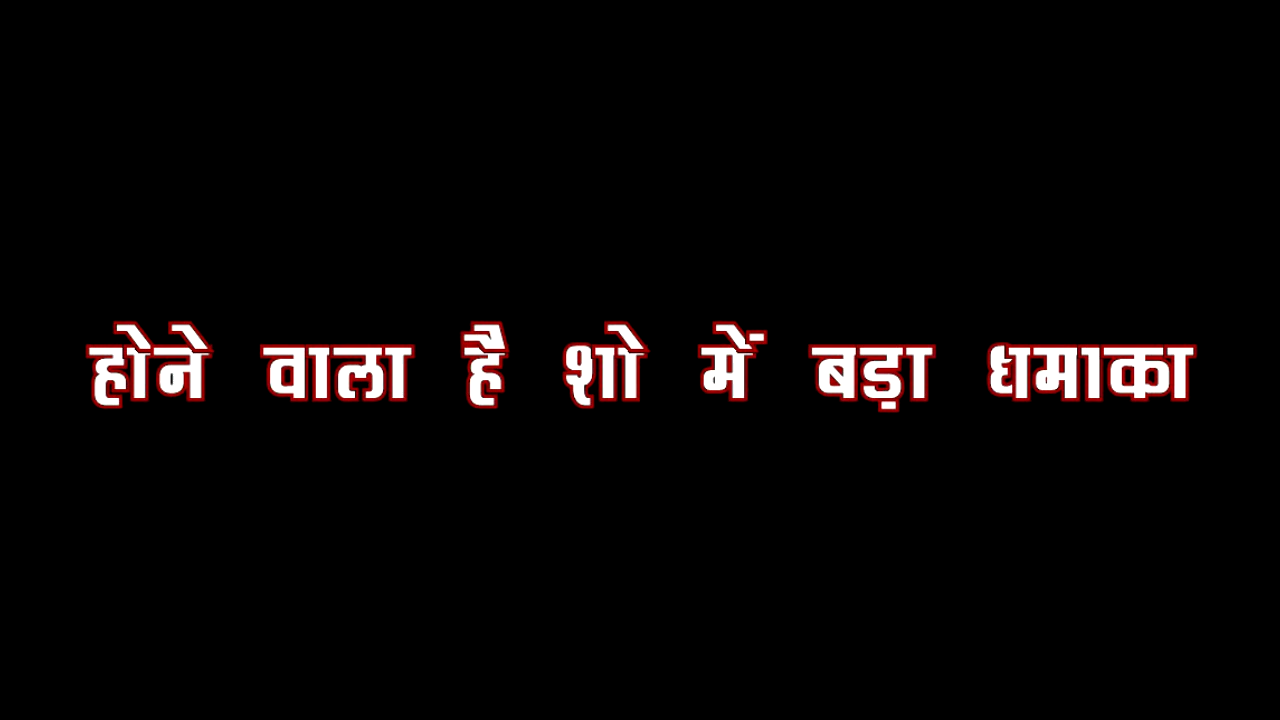 होने वाला है शो में बड़ा धमाका